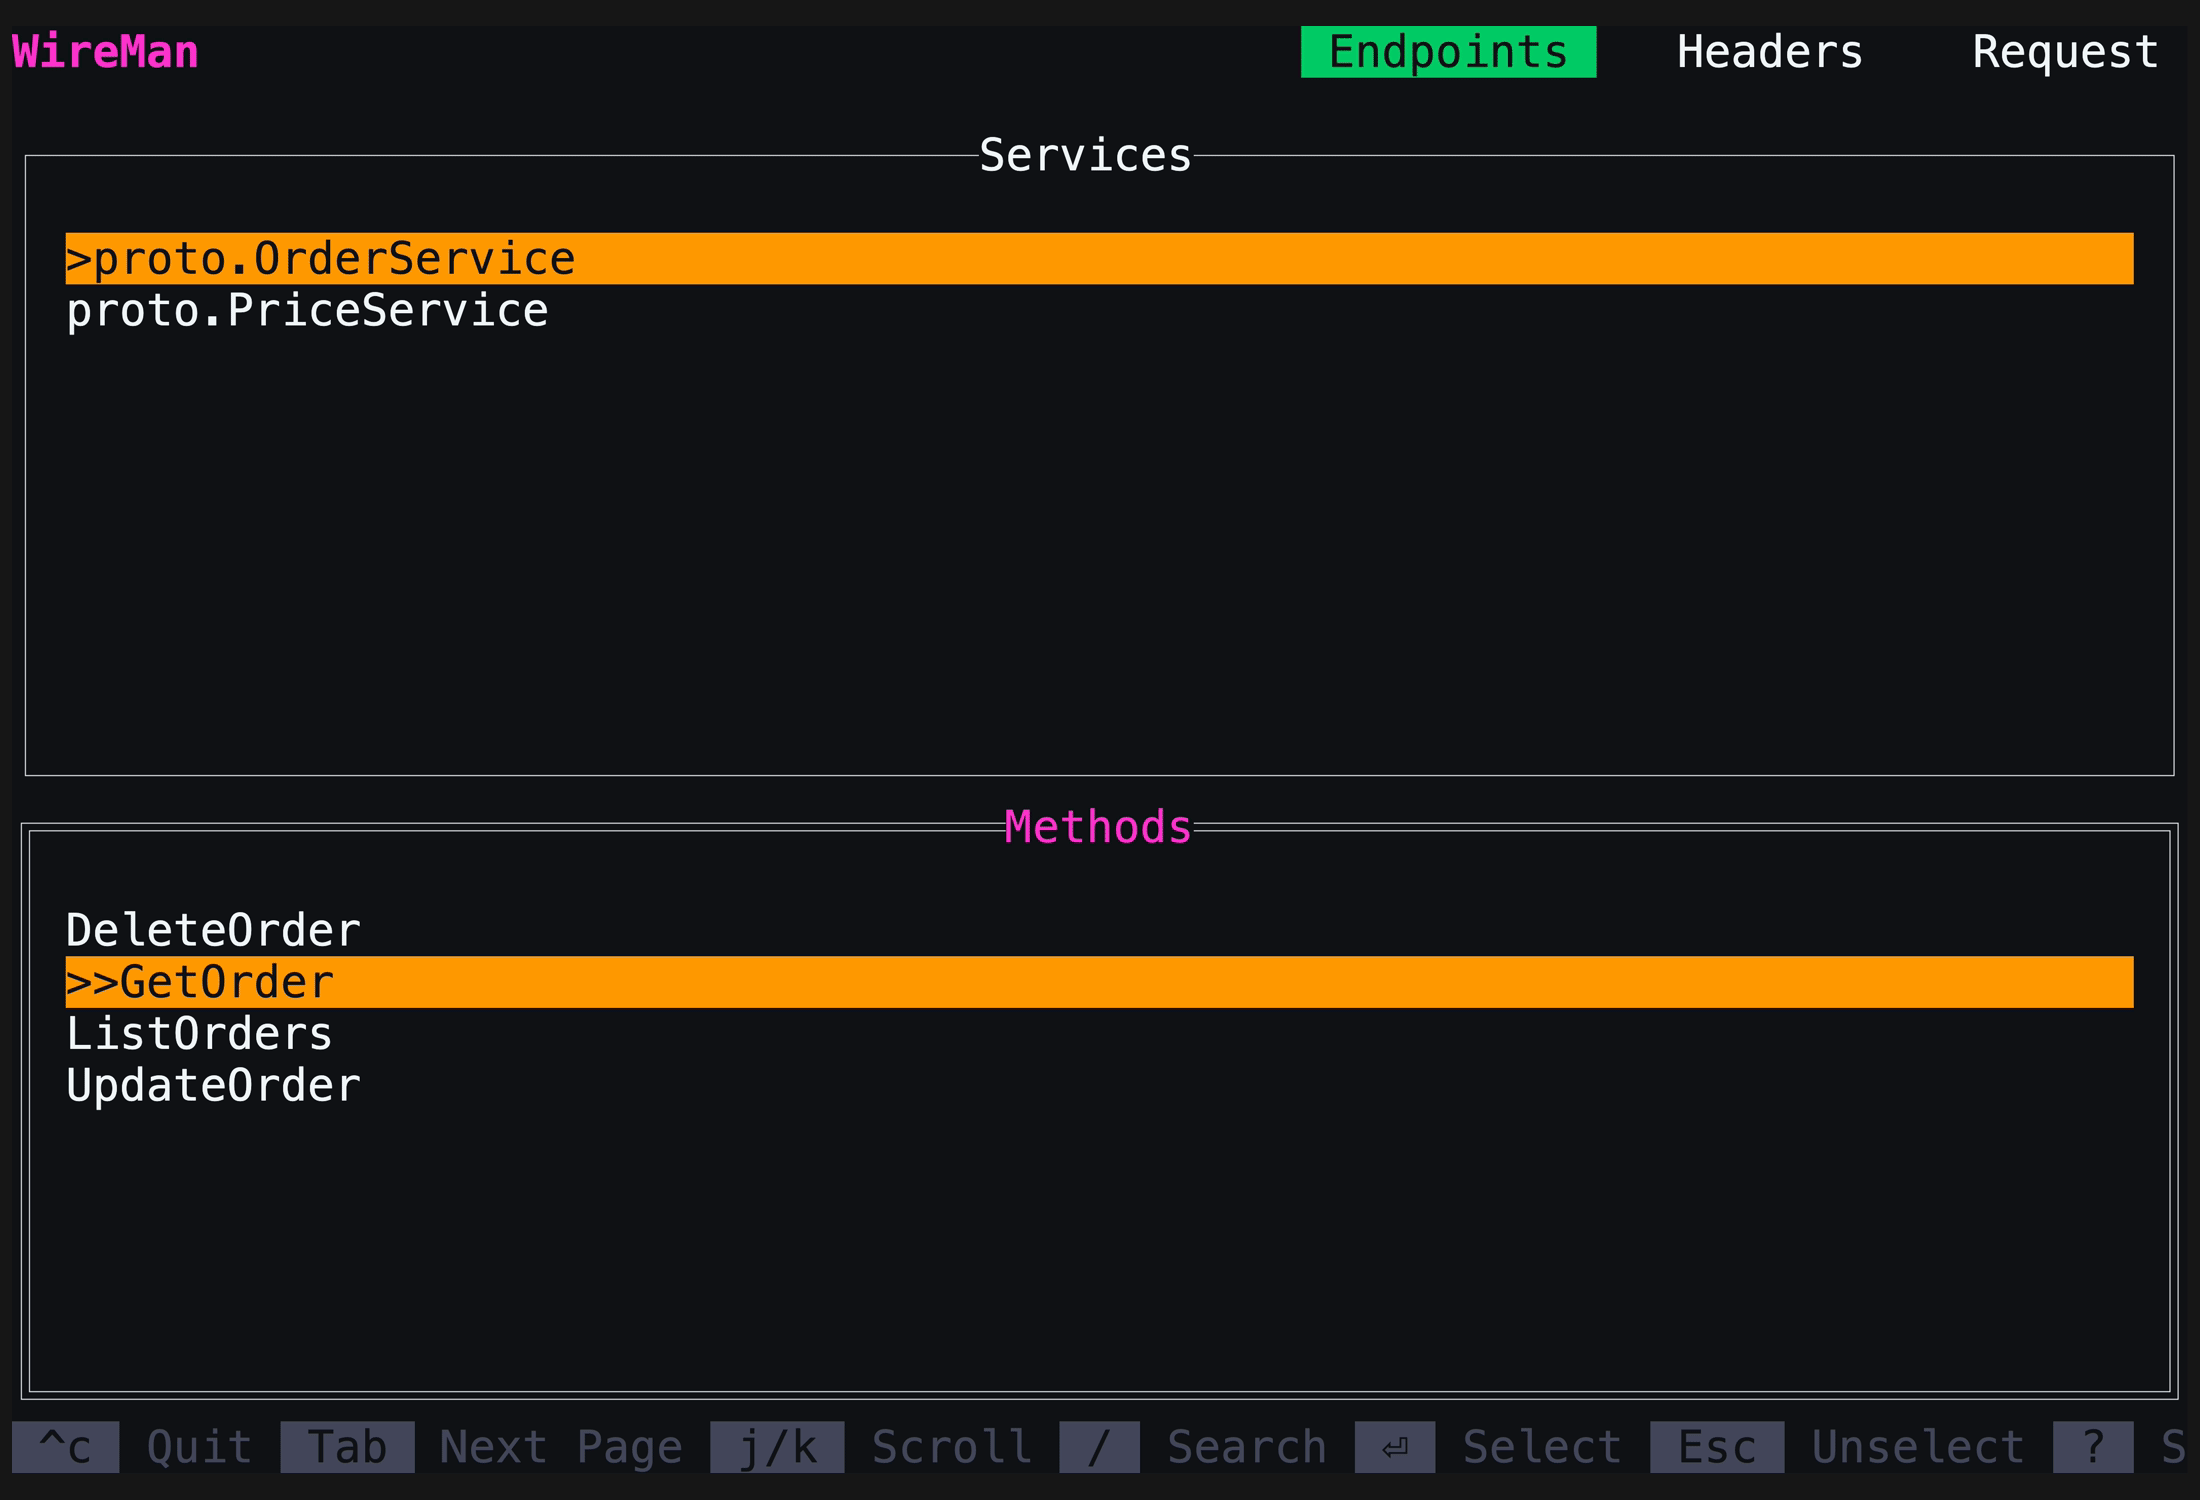 WireMan Endpoints Headers Request
Services
>proto.OrderService
proto.PriceService
Methods
DeleteOrder
>>GetOrder
ListOrders
UpdateOrder
^c Quit Tab Next Page j/k Scroll / Search ⏎ Select Esc Unselect ? S